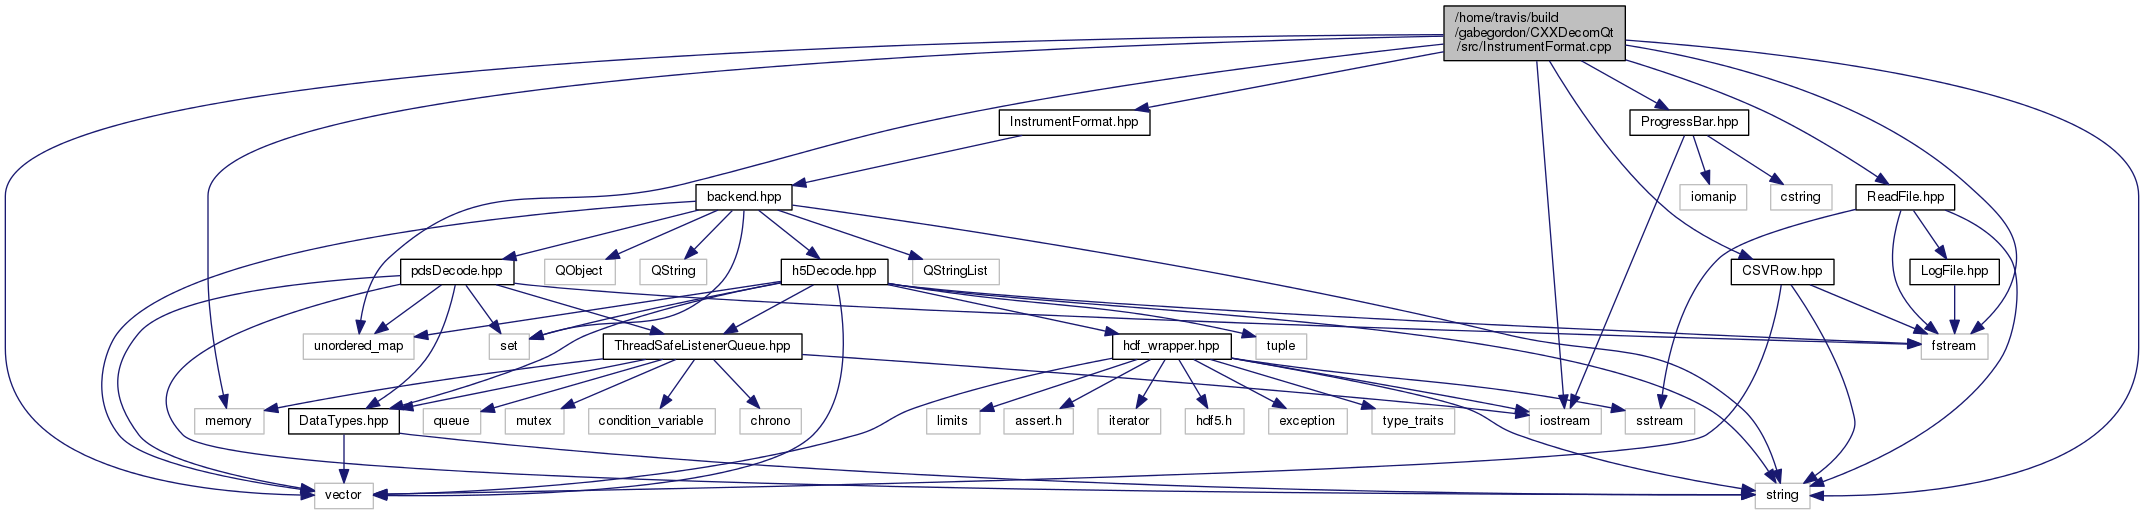 /home/travis/build
/gabegordon/CXXDecomQt
/src/InstrumentFormat.cpp
InstrumentFormat.hpp
ProgressBar.hpp
backend.hpp
iomanip
cstring
ReadFile.hpp
pdsDecode.hpp
QObject
QString
h5Decode.hpp
QStringList
CSVRow.hpp
LogFile.hpp
unordered_map
set
ThreadSafeListenerQueue.hpp
hdf_wrapper.hpp
tuple
fstream
memory
DataTypes.hpp
queue
mutex
condition_variable
chrono
limits
assert.h
iterator
hdf5.h
exception
type_traits
iostream
sstream
vector
string